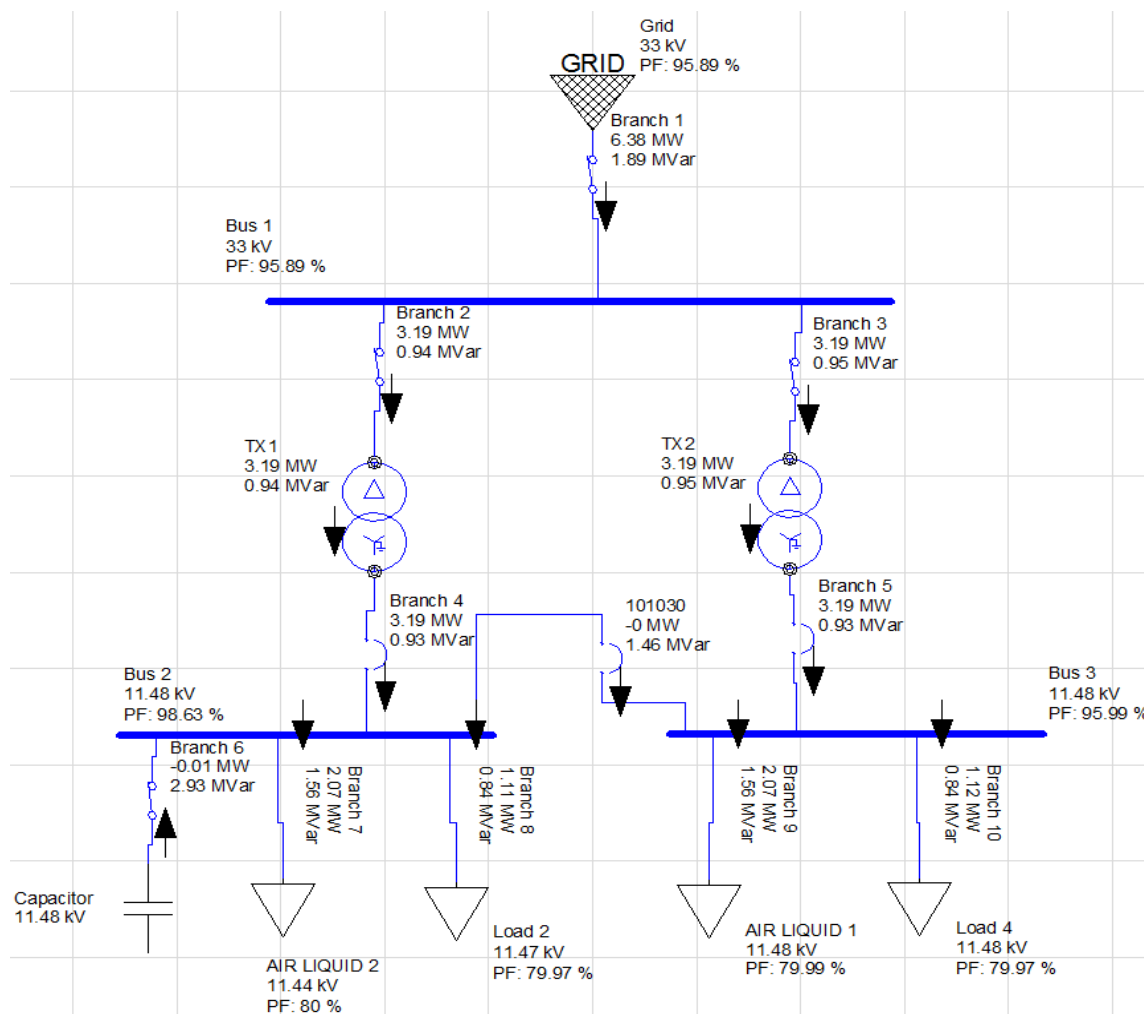 Grid
33 kV
PF: 95.89 %
GRID
Branch 1
6.38 MW
1.89 MVar
Bus 1
33 kV
PF: 95.89 %
Branch 2
3.19 MW
0.94 MVar
Branch 3
3.19 MW
0.95 MVar
TX1
3.19 MW
0.94 MVar
TX2
3.19 MW
0.95 MVar
Branch 4
3.19 MW
0.93 MVar
101030
-0 MW
1.46 MVar
Branch 5
3.19 MW
0.93 MVar
Bus 2
11.48 kV
PF: 98.63 %
Bus 3
11.48 kV
PF: 95.99 %
Branch 6
-0.01 MW
2.93 MVar
Branch 7
2.07 MW
1.56 MVar
Branch 8
1.11 MW
0.84 MVar
Branch 9
2.07 MW
1.56 MVar
Branch 10
1.12 MW
0.84 MVar
Capacitor
11.48 kV
AIR LIQUID 2
11.44 kV
PF: 80 %
Load 2
11.47 kV
PF: 79.97 %
AIR LIQUID 1
11.48 kV
PF: 79.99 %
Load 4
11.48 kV
PF: 79.97 %